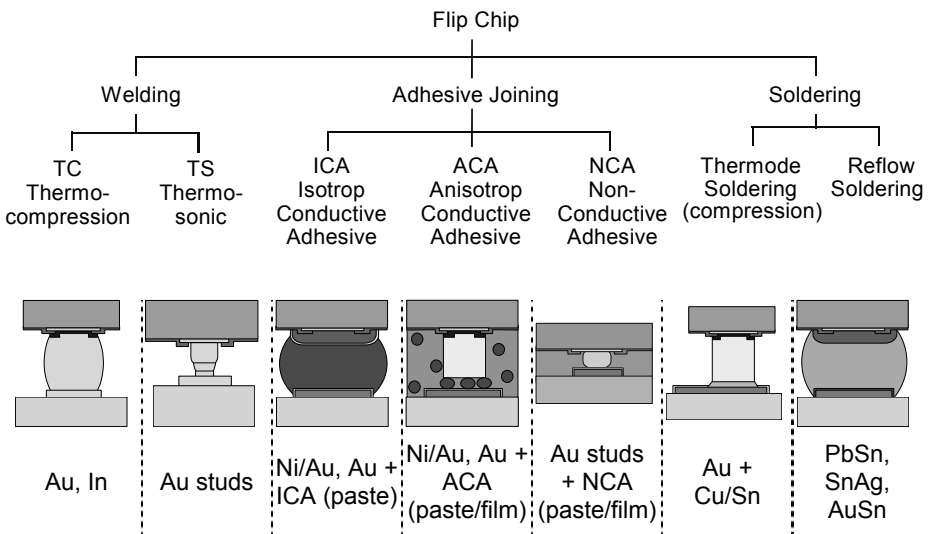 Flip Chip
Welding
Adhesive Joining
Soldering
TC
Thermo-
compression
TS
Thermo-
sonic
ICA
Isotrop
Conductive
Adhesive
ACA
Anisotrop
Conductive
Adhesive
NCA
Non-
Conductive
Adhesive
Thermode
Soldering
(compression)
Reflow
Soldering
Au, In
Au studs
Ni/Au, Au +
ICA (paste)
Ni/Au, Au +
ACA
(paste/film)
Au studs
+ NCA
(paste/film)
Au +
Cu/Sn
PbSn,
SnAg,
AuSn